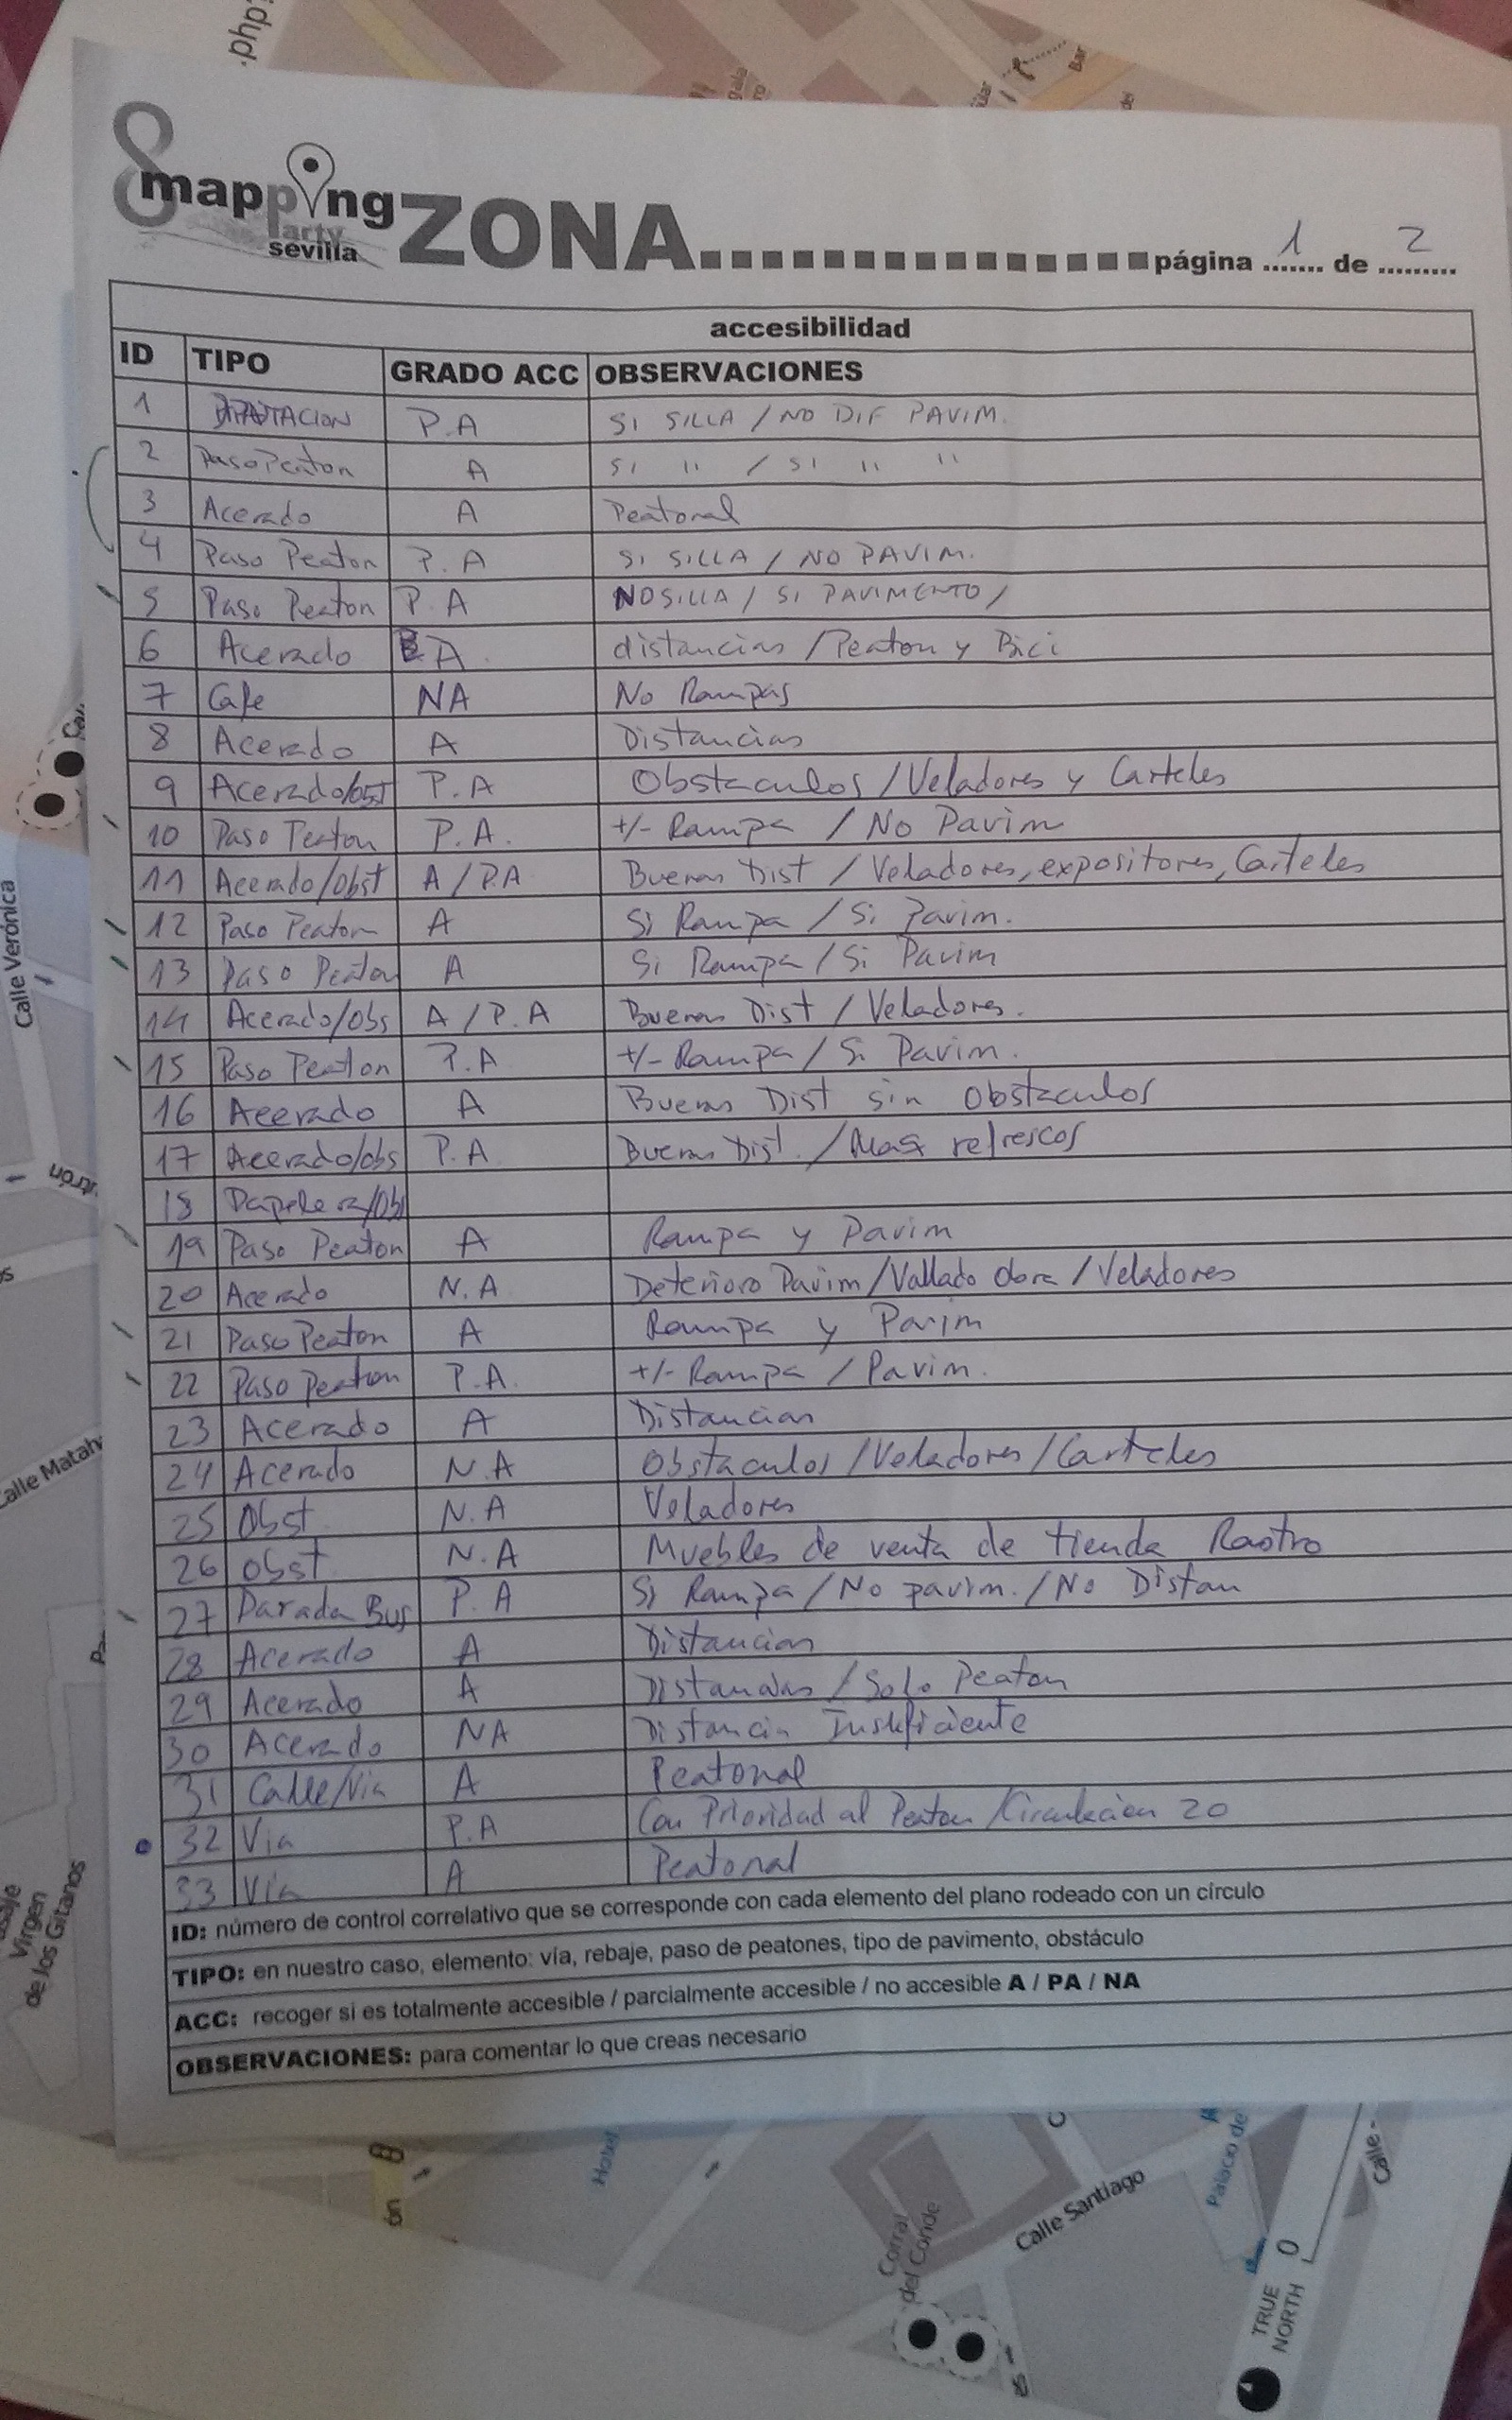 .php
mapping
party
sevilla
ZONA
página 1 de 2
accesibilidad
ID TIPO GRADO ACC OBSERVACIONES
1 P.A SI SILLA / NO DIF PAVIM.
2 Paso Peaton A SI " / SI " "
3 Acerado A Peatonal
4 Paso Peaton P.A SI SILLA / NO PAVIM.
5 Paso Peaton P.A NO SILLA / SI PAVIMENTO /
6 Acerado A distancias / Peaton y Bici
7 Cafe NA No Rampas
8 Acerado A Distancias
9 Acerado/obst P.A Obstaculos / Veladores y Carteles
10 Paso Peaton P.A. +/- Rampa / No Pavim
11 Acerado/Obst A / P.A Buenas Dist / Veladores, expositores, Carteles
12 Paso Peaton A Si Rampa / Si Pavim.
13 Paso Peaton A Si Rampa / Si Pavim
14 Acerado/Obs A / P.A Buenas Dist / Veladores.
15 Paso Peaton P.A +/- Rampa / Si Pavim.
16 Acerado A Buenas Dist sin Obstaculos
17 Acerado/obs P.A Buenas Dist. / refrescos
18 Papelera/Obs
19 Paso Peaton A Rampa y Pavim
20 Acerado N.A Deterioro Pavim / Vallado obra / Veladores
21 Paso Peaton A Rampa y Pavim
22 Paso Peaton P.A. +/- Rampa / Pavim.
23 Acerado A Distancias
24 Acerado N.A Obstaculos / Veladores / Carteles
25 Obst. N.A Veladores
26 obst. N.A Muebles de venta de tienda Rastro
27 Parada Bus P.A Si Rampa / No pavim. / No Distan
28 Acerado A Distancias
29 Acerado A Distancias / Solo Peaton
30 Acerado NA Distancia Insuficiente
31 Calle/Via A Peatonal
32 Via P.A Con Prioridad al Peaton / Circulacion 20
33 Via A Peatonal
ID: número de control correlativo que se corresponde con cada elemento del plano rodeado con un círculo
TIPO: en nuestro caso, elemento: vía, rebaje, paso de peatones, tipo de pavimento, obstáculo
ACC: recoger si es totalmente accesible / parcialmente accesible / no accesible A / PA / NA
OBSERVACIONES: para comentar lo que creas necesario
Calle Verónica
Calle Matah
Virgen
de los Gitanos
Hotel
Corral
del Conde
Calle Santiago
Palacio de
Calle
TRUE
NORTH
0